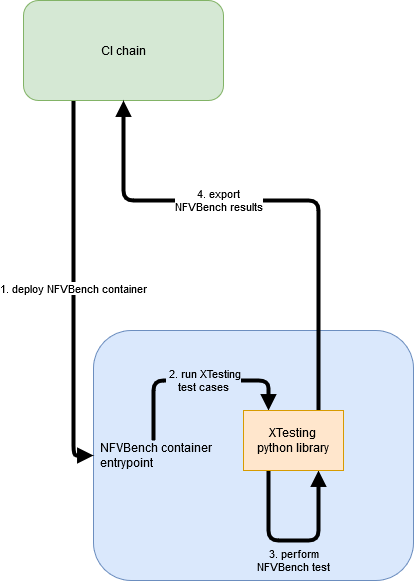 CI chain
4. export
NFVBench results
1. deploy NFVBench container
2. run XTesting
test cases
NFVBench container
entrypoint
XTesting
python library
3. perform
NFVBench test